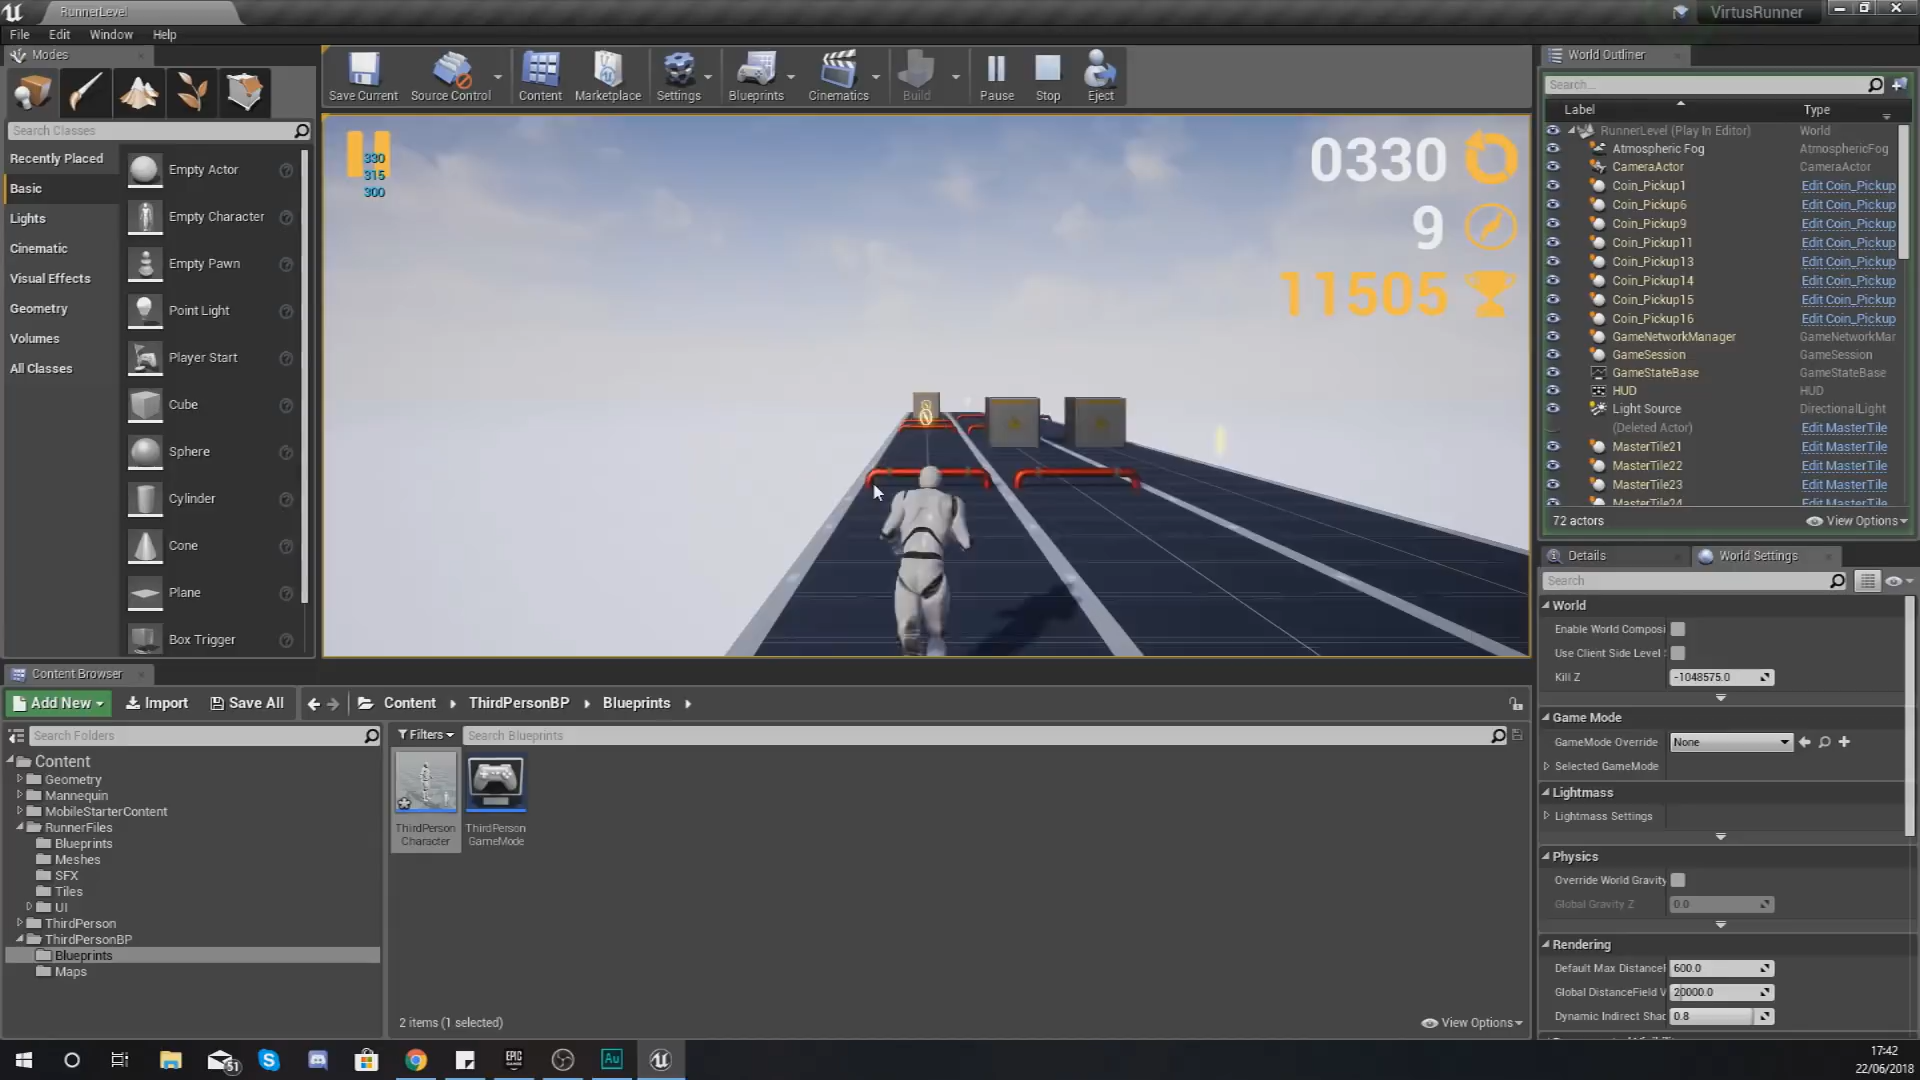 RunnerLevel
VirtusRunner
File Edit Window Help
Modes
Search Classes
Recently Placed
Basic
Lights
Cinematic
Visual Effects
Geometry
Volumes
All Classes
Empty Actor
Empty Character
Empty Pawn
Point Light
Player Start
Cube
Sphere
Cylinder
Cone
Plane
Box Trigger
Save Current Source Control Content Marketplace Settings Blueprints Cinematics Build Pause Stop Eject
330
315
300
0330
9
11505
World Outliner
Search...
Label Type
RunnerLevel (Play In Editor) World
Atmospheric Fog AtmosphericFog
CameraActor CameraActor
Coin_Pickup1 Edit Coin_Pickup
Coin_Pickup6 Edit Coin_Pickup
Coin_Pickup9 Edit Coin_Pickup
Coin_Pickup11 Edit Coin_Pickup
Coin_Pickup13 Edit Coin_Pickup
Coin_Pickup14 Edit Coin_Pickup
Coin_Pickup15 Edit Coin_Pickup
Coin_Pickup16 Edit Coin_Pickup
GameNetworkManager GameNetworkMar
GameSession GameSession
GameStateBase GameStateBase
HUD HUD
Light Source DirectionalLight
(Deleted Actor) Edit MasterTile
MasterTile21 Edit MasterTile
MasterTile22 Edit MasterTile
MasterTile23 Edit MasterTile
MasterTile24 Edit MasterTile
72 actors View Options
Details World Settings
Search
World
Enable World Composi
Use Client Side Level
Kill Z -1048575.0
Game Mode
GameMode Override None
Selected GameMode
Lightmass
Lightmass Settings
Physics
Override World Gravity
Global Gravity Z 0.0
Rendering
Default Max Distancel 600.0
Global DistanceField V 20000.0
Dynamic Indirect Shac 0.8
Content Browser
Add New Import Save All Content ThirdPersonBP Blueprints
Search Folders
Filters Search Blueprints
Content
Geometry
Mannequin
MobileStarterContent
RunnerFiles
Blueprints
Meshes
SFX
Tiles
UI
ThirdPerson
ThirdPersonBP
Blueprints
Maps
ThirdPerson
Character
ThirdPerson
GameMode
2 items (1 selected) View Options
51
EPIC
Au
17:42
22/06/2018